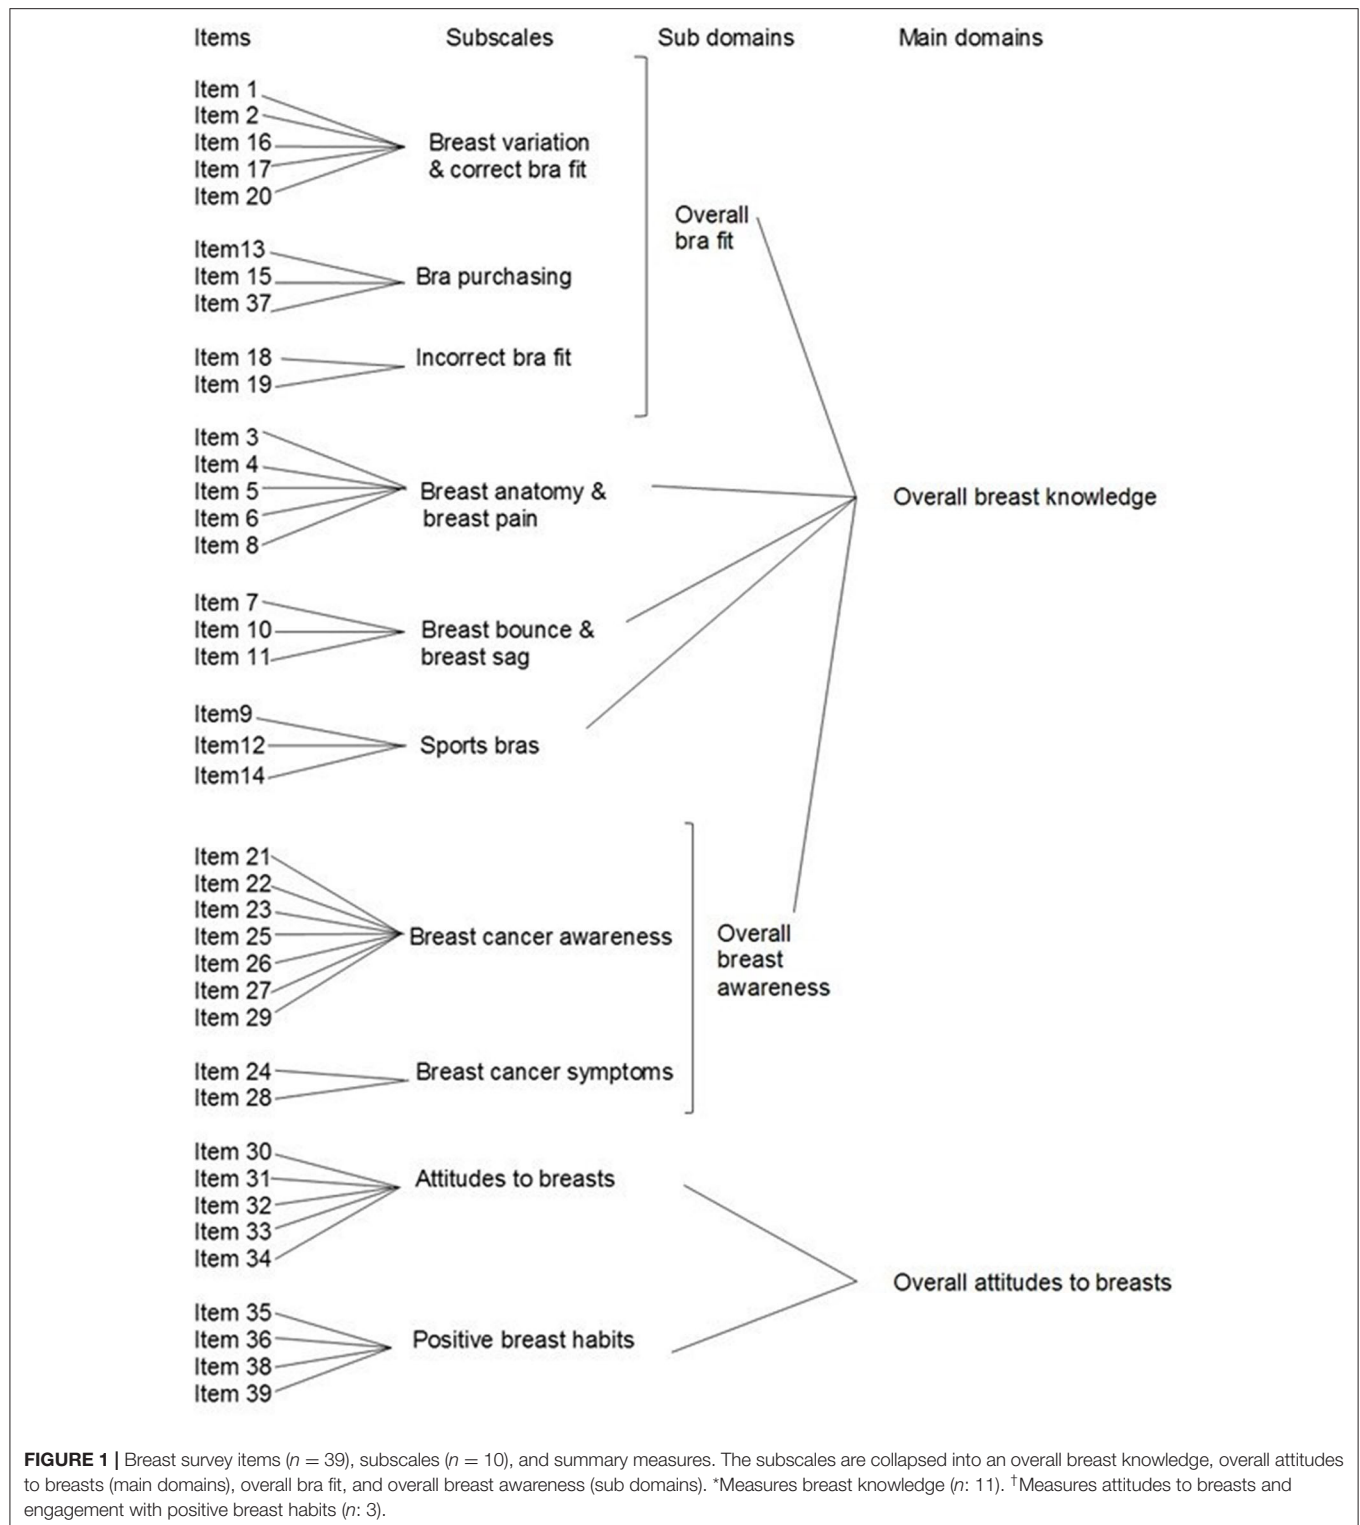 Items Subscales Sub domains Main domains
Item 1
Item 2
Item 16
Item 17
Item 20
Breast variation
& correct bra fit
Overall
bra fit
Item13
Item 15
Item 37
Bra purchasing
Item 18
Item 19
Incorrect bra fit
Item 3
Item 4
Item 5
Item 6
Item 8
Breast anatomy &
breast pain
Overall breast knowledge
Item 7
Item 10
Item 11
Breast bounce &
breast sag
Item9
Item12
Item14
Sports bras
Item 21
Item 22
Item 23
Item 25
Item 26
Item 27
Item 29
Breast cancer awareness
Overall
breast
awareness
Item 24
Item 28
Breast cancer symptoms
Item 30
Item 31
Item 32
Item 33
Item 34
Attitudes to breasts
Overall attitudes to breasts
Item 35
Item 36
Item 38
Item 39
Positive breast habits
FIGURE 1 | Breast survey items (n = 39), subscales (n = 10), and summary measures. The subscales are collapsed into an overall breast knowledge, overall attitudes
to breasts (main domains), overall bra fit, and overall breast awareness (sub domains). *Measures breast knowledge (n: 11). †Measures attitudes to breasts and
engagement with positive breast habits (n: 3).